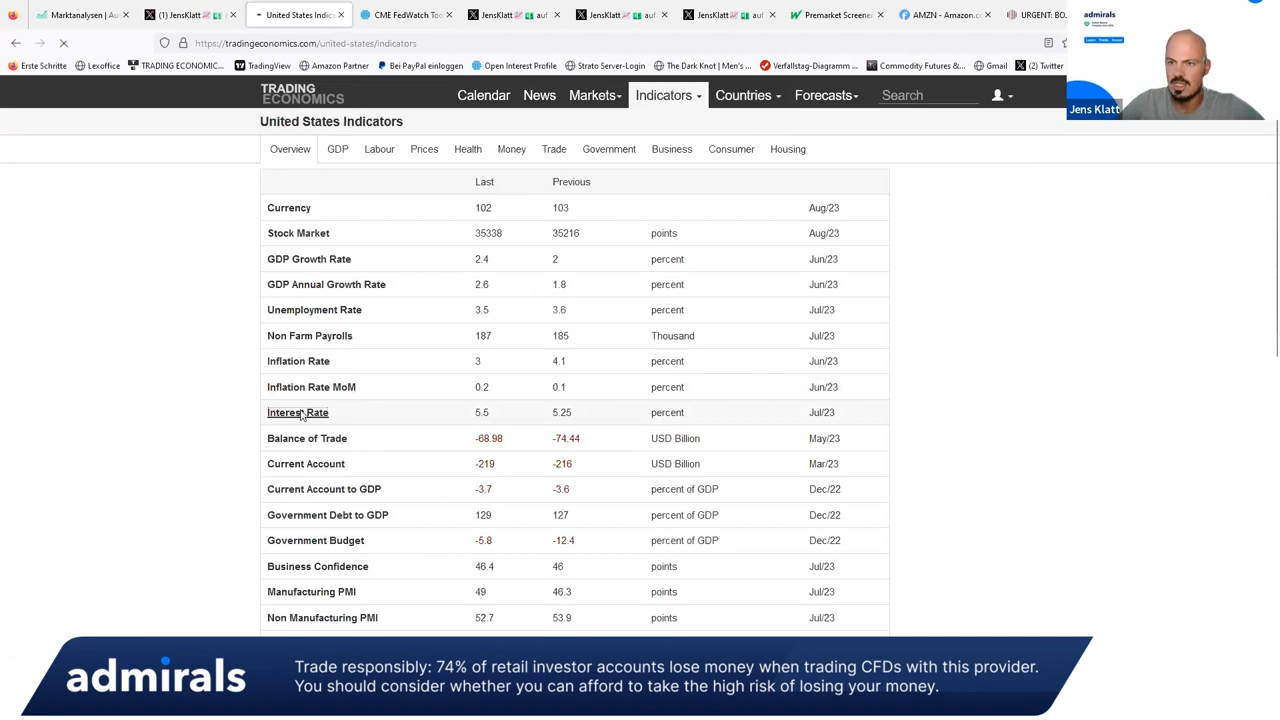 Marktanalysen | Au
(1) JensKlatt
United States Indica
CME FedWatch Too
JensKlatt auf
JensKlatt auf
JensKlatt auf
Premarket Screener
AMZN - Amazon.co
URGENT: BO
https://tradingeconomics.com/united-states/indicators
Erste Schritte
Lexoffice
TRADING ECONOMIC...
TradingView
Amazon Partner
Bei PayPal einloggen
Open Interest Profile
Strato Server-Login
The Dark Knot | Men's ...
Verfallstag-Diagramm ...
Commodity Futures &...
Gmail
(2) Twitter
admirals
Jens Klatt
TRADING
ECONOMICS
Calendar News Markets Indicators Countries Forecasts Search
United States Indicators
Overview GDP Labour Prices Health Money Trade Government Business Consumer Housing
Last Previous
Currency 102 103 Aug/23
Stock Market 35338 35216 points Aug/23
GDP Growth Rate 2.4 2 percent Jun/23
GDP Annual Growth Rate 2.6 1.8 percent Jun/23
Unemployment Rate 3.5 3.6 percent Jul/23
Non Farm Payrolls 187 185 Thousand Jul/23
Inflation Rate 3 4.1 percent Jun/23
Inflation Rate MoM 0.2 0.1 percent Jun/23
Interest Rate 5.5 5.25 percent Jul/23
Balance of Trade -68.98 -74.44 USD Billion May/23
Current Account -219 -216 USD Billion Mar/23
Current Account to GDP -3.7 -3.6 percent of GDP Dec/22
Government Debt to GDP 129 127 percent of GDP Dec/22
Government Budget -5.8 -12.4 percent of GDP Dec/22
Business Confidence 46.4 46 points Jul/23
Manufacturing PMI 49 46.3 points Jul/23
Non Manufacturing PMI 52.7 53.9 points Jul/23
admirals
Trade responsibly: 74% of retail investor accounts lose money when trading CFDs with this provider.
You should consider whether you can afford to take the high risk of losing your money.